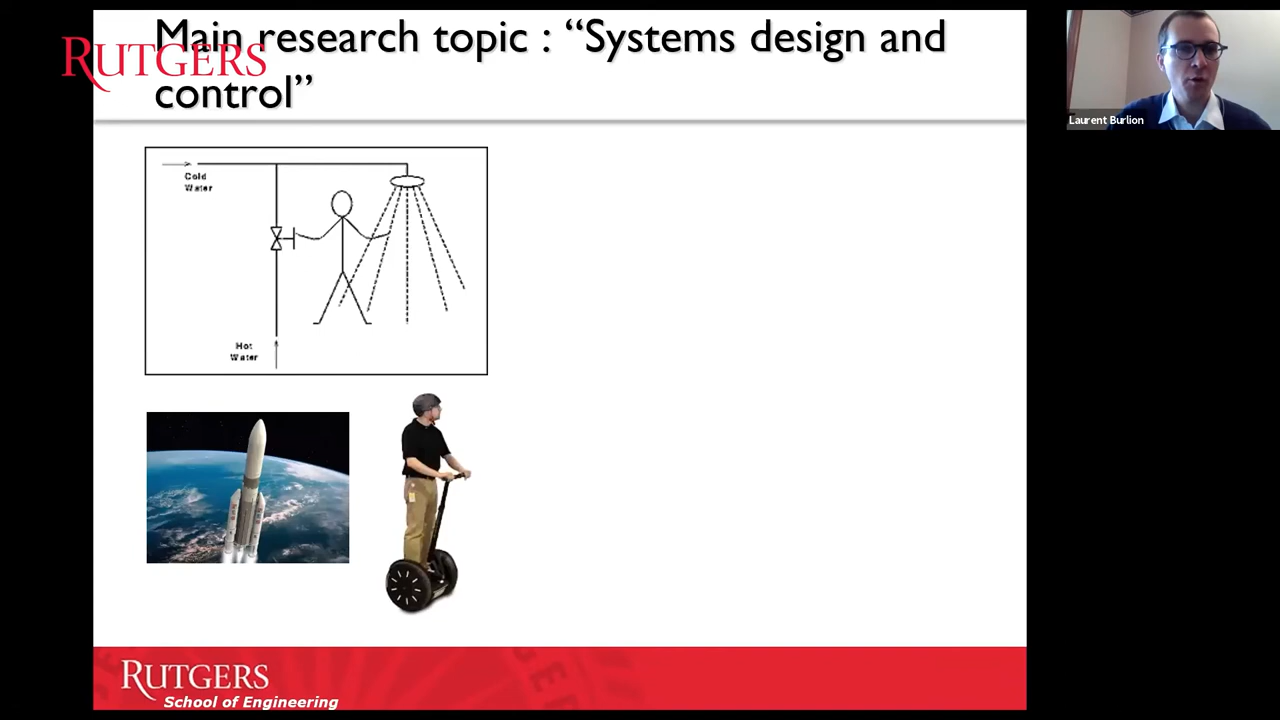 Main research topic : “Systems design and
control”
RUTGERS
Laurent Burlion
Cold
Water
Hot
Water
RUTGERS
School of Engineering